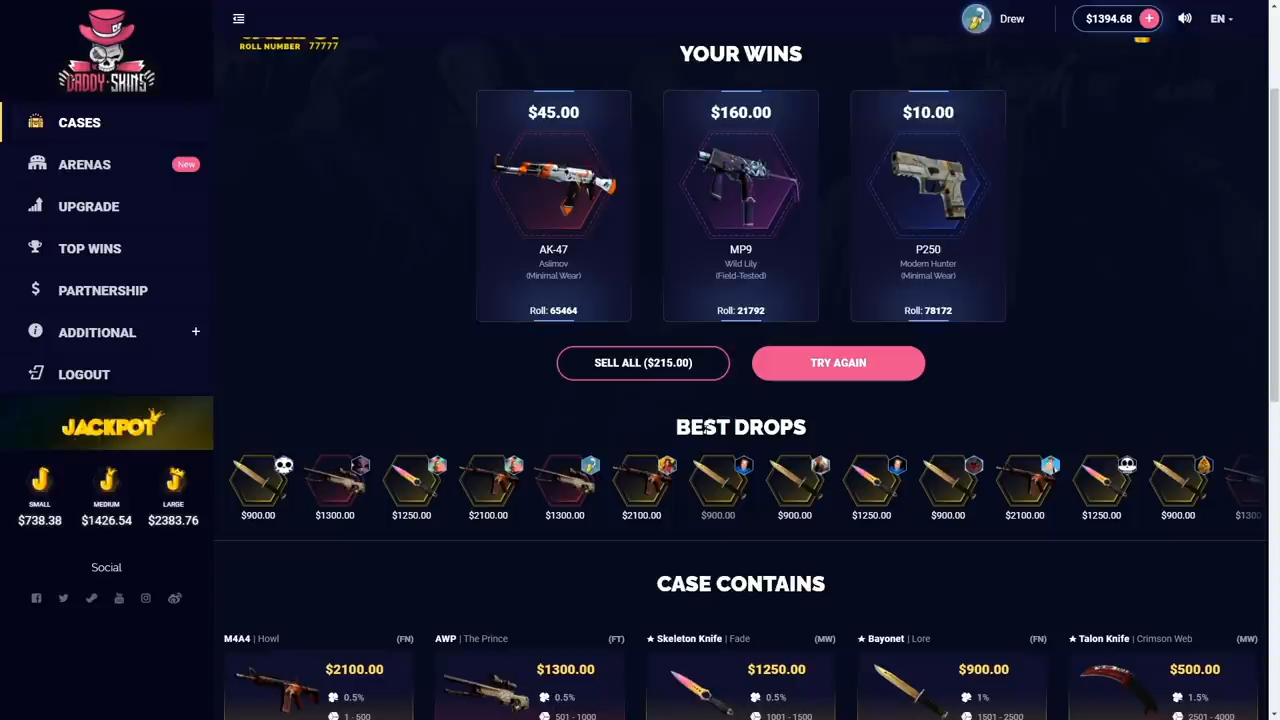 DADDY SKINS
CASES
ARENAS New
UPGRADE
TOP WINS
PARTNERSHIP
ADDITIONAL +
LOGOUT
JACKPOT
SMALL MEDIUM LARGE
$738.38 $1426.54 $2383.76
Social
Drew $1394.68 + EN
ROLL NUMBER 77777
YOUR WINS
$45.00 $160.00 $10.00
AK-47 MP9 P250
Asiimov Wild Lily Modern Hunter
(Minimal Wear) (Field-Tested) (Minimal Wear)
Roll: 65464 Roll: 21792 Roll: 78172
SELL ALL ($215.00) TRY AGAIN
BEST DROPS
$900.00 $1300.00 $1250.00 $2100.00 $1300.00 $2100.00 $900.00 $900.00 $1250.00 $900.00 $2100.00 $1250.00 $900.00 $1300
CASE CONTAINS
M4A4 | Howl (FN) AWP | The Prince (FT) ★ Skeleton Knife | Fade (MW) ★ Bayonet | Lore (FN) ★ Talon Knife | Crimson Web (MW)
$2100.00 $1300.00 $1250.00 $900.00 $500.00
0.5% 0.5% 0.5% 1% 1.5%
1 - 500 501 - 1000 1001 - 1500 1501 - 2500 2501 - 4000